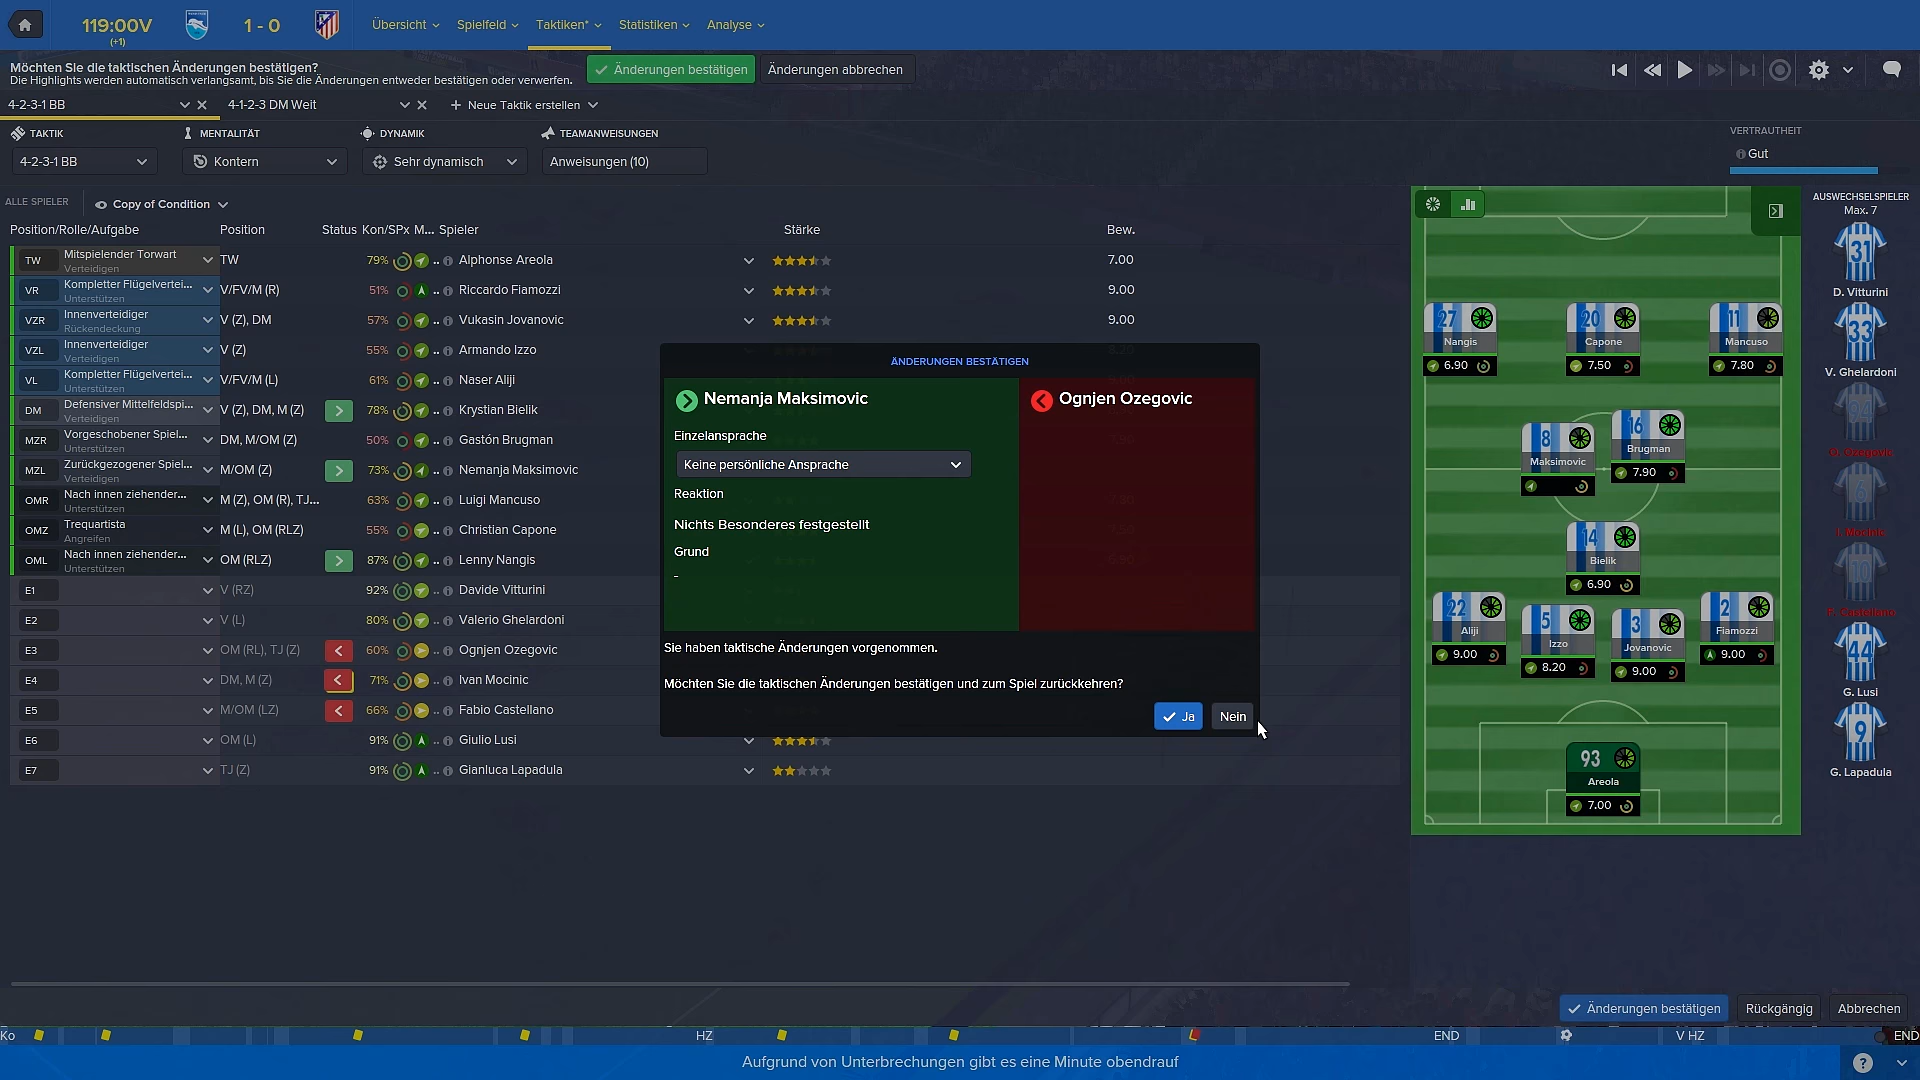 119:00V
(+1)
1 - 0
Übersicht
Spielfeld
Taktiken*
Statistiken
Analyse
Möchten Sie die taktischen Änderungen bestätigen?
Die Highlights werden automatisch verlangsamt, bis Sie die Änderungen entweder bestätigen oder verwerfen.
Änderungen bestätigen
Änderungen abbrechen
4-2-3-1 BB
4-1-2-3 DM Weit
Neue Taktik erstellen
TAKTIK
MENTALITÄT
DYNAMIK
TEAMANWEISUNGEN
4-2-3-1 BB
Kontern
Sehr dynamisch
Anweisungen (10)
VERTRAUTHEIT
Gut
ALLE SPIELER
Copy of Condition
Position/Rolle/Aufgabe Position Status Kon/SPx M... Spieler Stärke Bew.
TW Mitspielender Torwart Verteidigen TW 79% .. Alphonse Areola 7.00
VR Kompletter Flügelvertei... Unterstützen V/FV/M (R) 51% .. Riccardo Fiamozzi 9.00
VZR Innenverteidiger Rückendeckung V (Z), DM 57% .. Vukasin Jovanovic 9.00
VZL Innenverteidiger Verteidigen V (Z) 55% .. Armando Izzo
VL Kompletter Flügelvertei... Unterstützen V/FV/M (L) 61% .. Naser Aliji
DM Defensiver Mittelfeldspi... Verteidigen V (Z), DM, M (Z) 78% .. Krystian Bielik
MZR Vorgeschobener Spiel... Unterstützen DM, M/OM (Z) 50% .. Gastón Brugman
MZL Zurückgezogener Spiel... Verteidigen M/OM (Z) 73% .. Nemanja Maksimovic
OMR Nach innen ziehender... Unterstützen M (Z), OM (R), TJ... 63% .. Luigi Mancuso
OMZ Trequartista Angreifen M (L), OM (RLZ) 55% .. Christian Capone
OML Nach innen ziehender... Unterstützen OM (RLZ) 87% .. Lenny Nangis
E1 V (RZ) 92% .. Davide Vitturini
E2 V (L) 80% .. Valerio Ghelardoni
E3 OM (RL), TJ (Z) 60% .. Ognjen Ozegovic
E4 DM, M (Z) 71% .. Ivan Mocinic
E5 M/OM (LZ) 66% .. Fabio Castellano
E6 OM (L) 91% .. Giulio Lusi
E7 TJ (Z) 91% .. Gianluca Lapadula
ÄNDERUNGEN BESTÄTIGEN
Nemanja Maksimovic
Ognjen Ozegovic
Einzelansprache
Keine persönliche Ansprache
Reaktion
Nichts Besonderes festgestellt
Grund
-
Sie haben taktische Änderungen vorgenommen.
Möchten Sie die taktischen Änderungen bestätigen und zum Spiel zurückkehren?
Ja
Nein
27 Nangis 6.90
20 Capone 7.50
11 Mancuso 7.80
8 Maksimovic
16 Brugman 7.90
14 Bielik 6.90
22 Aliji 9.00
5 Izzo 8.20
3 Jovanovic 9.00
2 Fiamozzi 9.00
93 Areola 7.00
AUSWECHSELSPIELER
Max. 7
31
D. Vitturini
33
V. Ghelardoni
94
O. Ozegovic
6
I. Mocinic
10
F. Castellano
44
G. Lusi
9
G. Lapadula
Änderungen bestätigen
Rückgängig
Abbrechen
Ko
HZ
END
V HZ
END
Aufgrund von Unterbrechungen gibt es eine Minute obendrauf